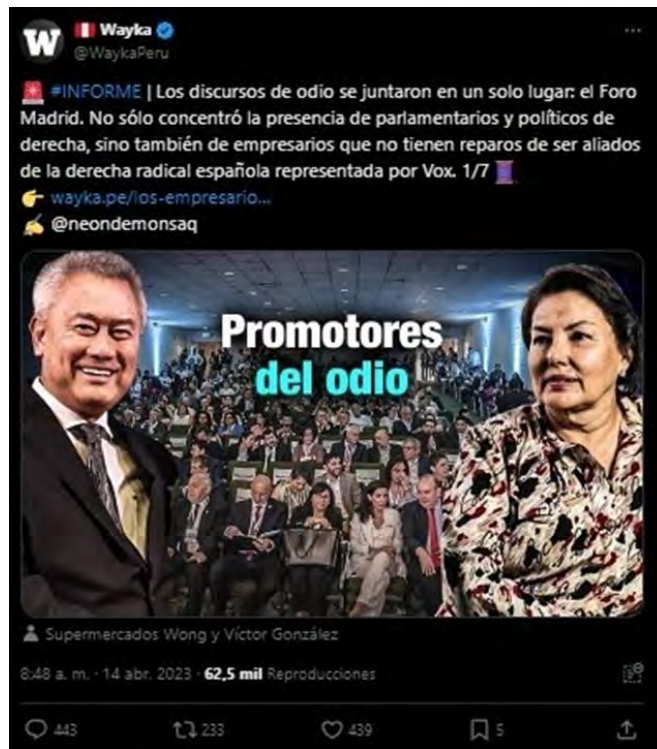 W
Wayka
@WaykaPeru
#INFORME | Los discursos de odio se juntaron en un solo lugar: el Foro
Madrid. No sólo concentró la presencia de parlamentarios y políticos de
derecha, sino también de empresarios que no tienen reparos de ser aliados
de la derecha radical española representada por Vox. 1/7
wayka.pe/los-empresario...
@neondemonsaq
Promotores
del odio
Supermercados Wong y Víctor González
8:48 a. m. · 14 abr. 2023 · 62,5 mil Reproducciones
443 233 439 5